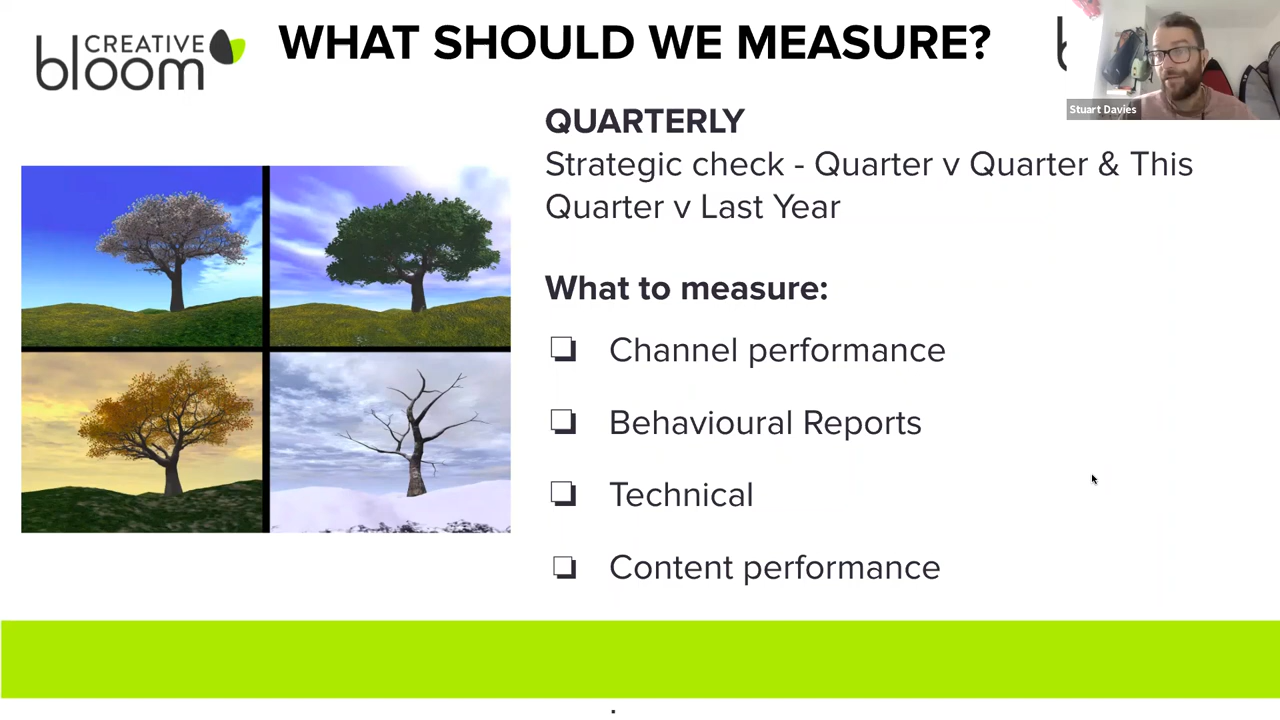 CREATIVE
bloom
WHAT SHOULD WE MEASURE?
b
Stuart Davies
QUARTERLY
Strategic check - Quarter v Quarter & This
Quarter v Last Year
What to measure:
Channel performance
Behavioural Reports
Technical
Content performance